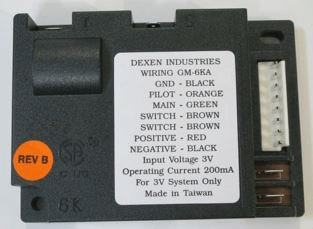 DEXEN INDUSTRIES
WIRING GM-6KA
GND - BLACK
PILOT - ORANGE
MAIN - GREEN
SWITCH - BROWN
SWITCH - BROWN
POSITIVE - RED
NEGATIVE - BLACK
Input Voltage 3V
Operating Current 200mA
For 3V System Only
Made in Taiwan
REV B
6K